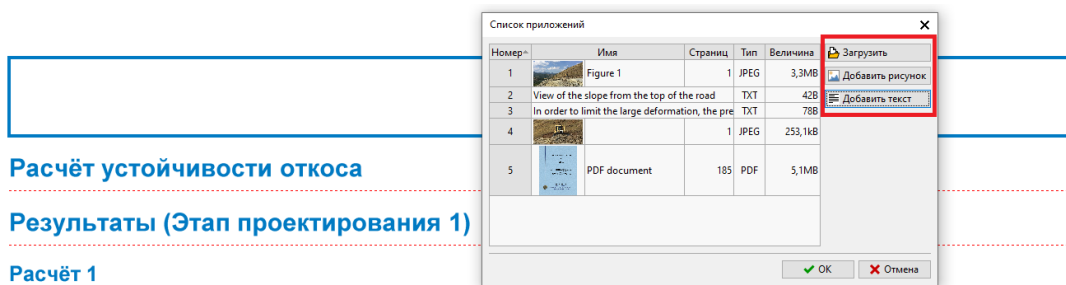 Список приложений
Номер Имя Страниц Тип Величина
1 Figure 1 1 JPEG 3,3MB
2 View of the slope from the top of the road TXT 42B
3 In order to limit the large deformation, the pre TXT 78B
4 1 JPEG 253,1kB
5 PDF document 185 PDF 5,1MB
Загрузить
Добавить рисунок
Добавить текст
OK Отмена
Расчёт устойчивости откоса
Результаты (Этап проектирования 1)
Расчёт 1